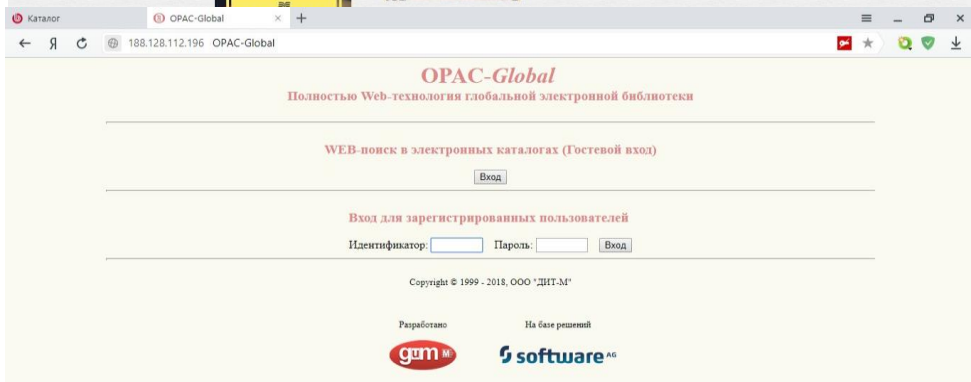 Каталог
OPAC-Global
Я
188.128.112.196 OPAC-Global
OPAC-Global
Полностью Web-технология глобальной электронной библиотеки
WEB-поиск в электронных каталогах (Гостевой вход)
Вход
Вход для зарегистрированных пользователей
Идентификатор: Пароль: Вход
Copyright © 1999 - 2018, ООО "ДИТ-М"
Разработано На базе решений
дит М software AG